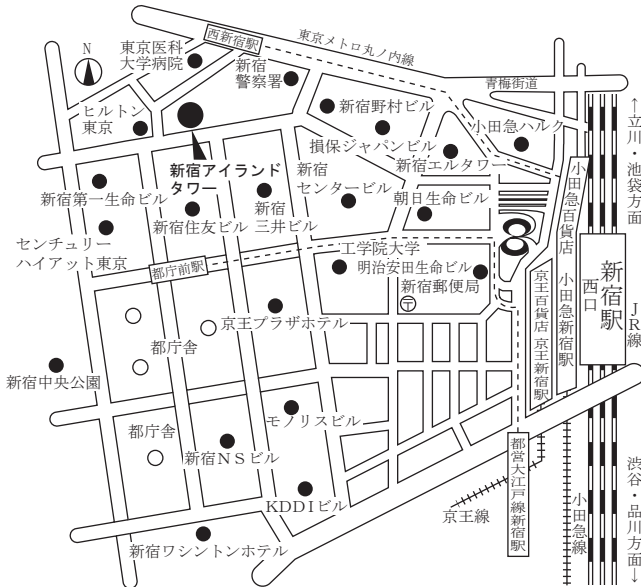 西新宿駅
東京メトロ丸ノ内線
東京医科
大学病院
N
新宿
警察署
青梅街道
ヒルトン
東京
新宿野村ビル
小田急ハルク
損保ジャパンビル
新宿エルタワー
新宿アイランド
タワー
新宿
センタービル
新宿第一生命ビル
新宿住友ビル
新宿
三井ビル
朝日生命ビル
センチュリー
ハイアット東京
都庁前駅
工学院大学
明治安田生命ビル
新宿郵便局
〒
小田急百貨店
小田急新宿駅
京王百貨店
京王新宿駅
新宿駅
西口
JR線
←立川・池袋方面
京王プラザホテル
都庁舎
新宿中央公園
都庁舎
モノリスビル
新宿NSビル
KDDIビル
新宿ワシントンホテル
京王線
都営大江戸線新宿駅
小田急線
渋谷・品川方面→